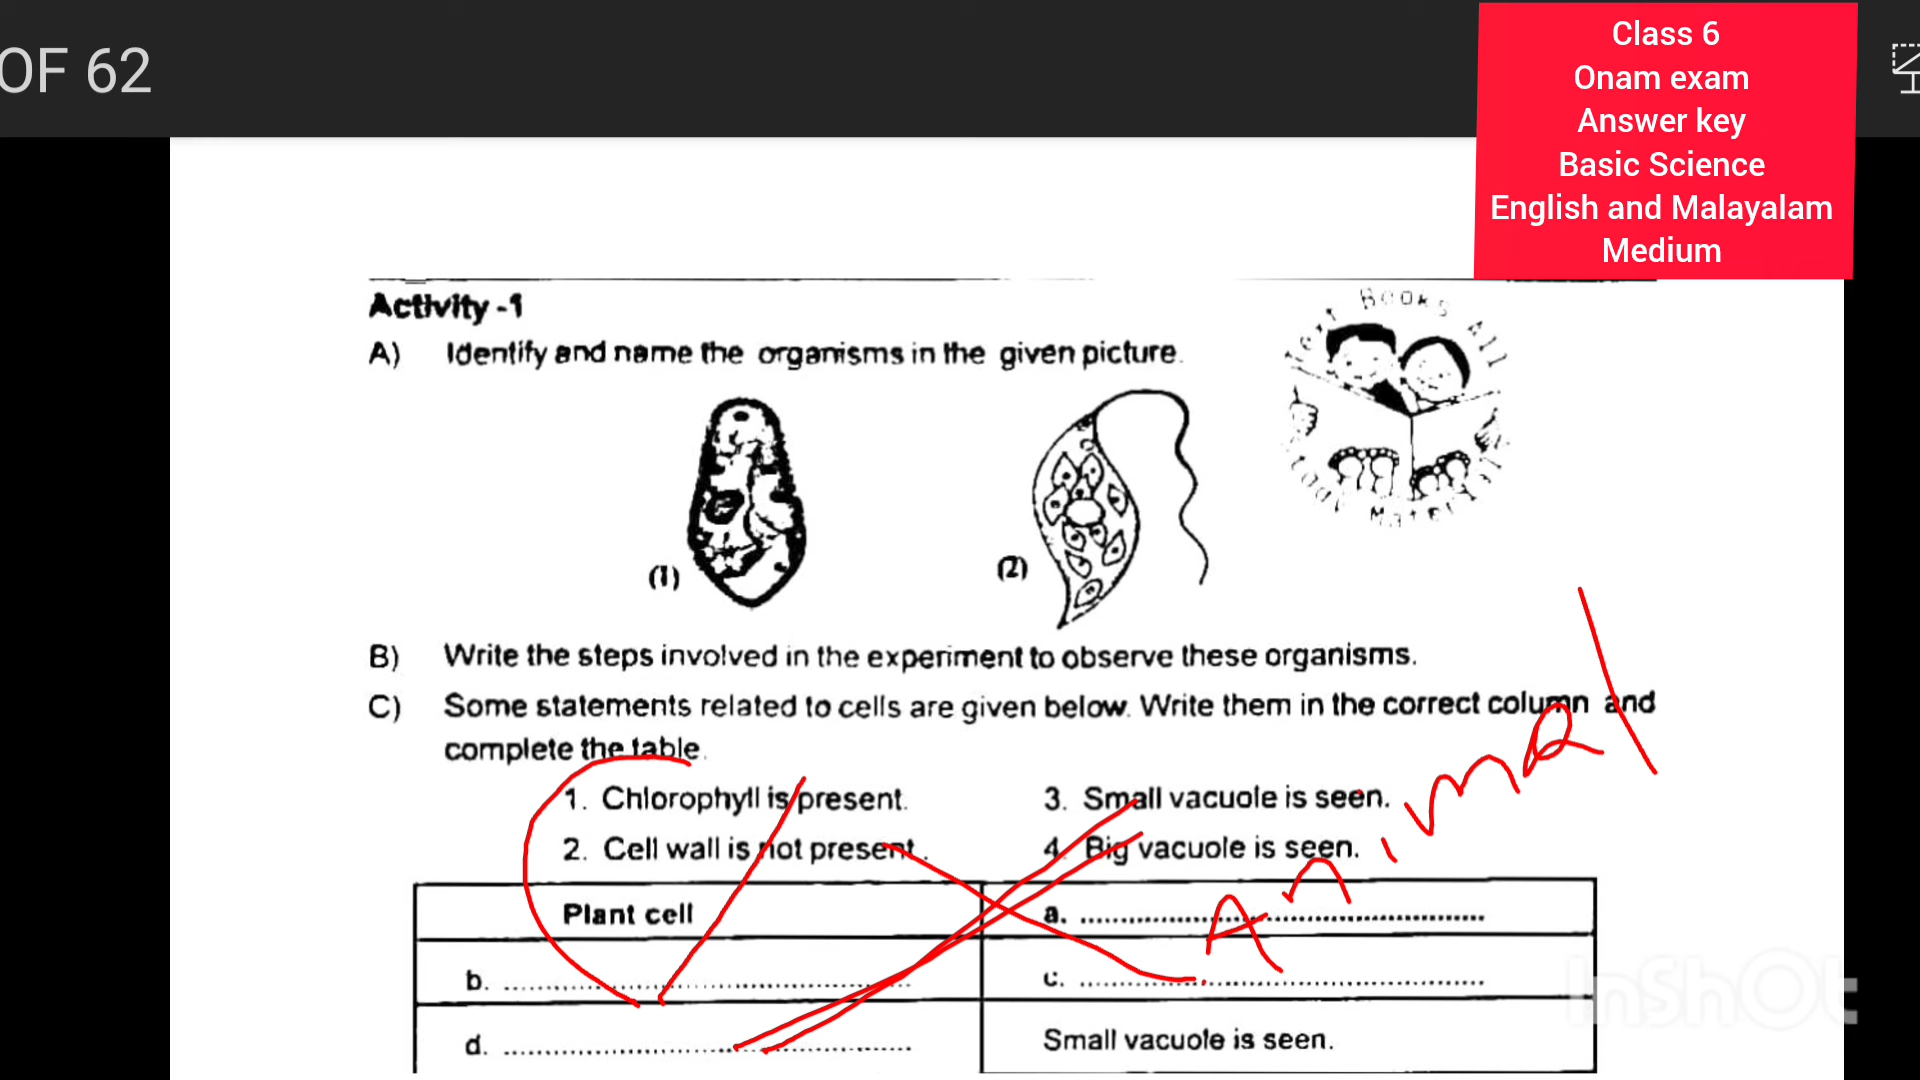 OF 62
Class 6
Onam exam
Answer key
Basic Science
English and Malayalam
Medium
Activity -1
A) Identify and name the organisms in the given picture.
Text Books All
Material
(1)
(2)
B) Write the steps involved in the experiment to observe these organisms.
C) Some statements related to cells are given below. Write them in the correct column and
complete the table.
1. Chlorophyll is present.
3. Small vacuole is seen.
2. Cell wall is not present.
4. Big vacuole is seen.
Animal
Plant cell
a. ..........
b. ..........
c. ..........
d. ..........
Small vacuole is seen.
InShOt